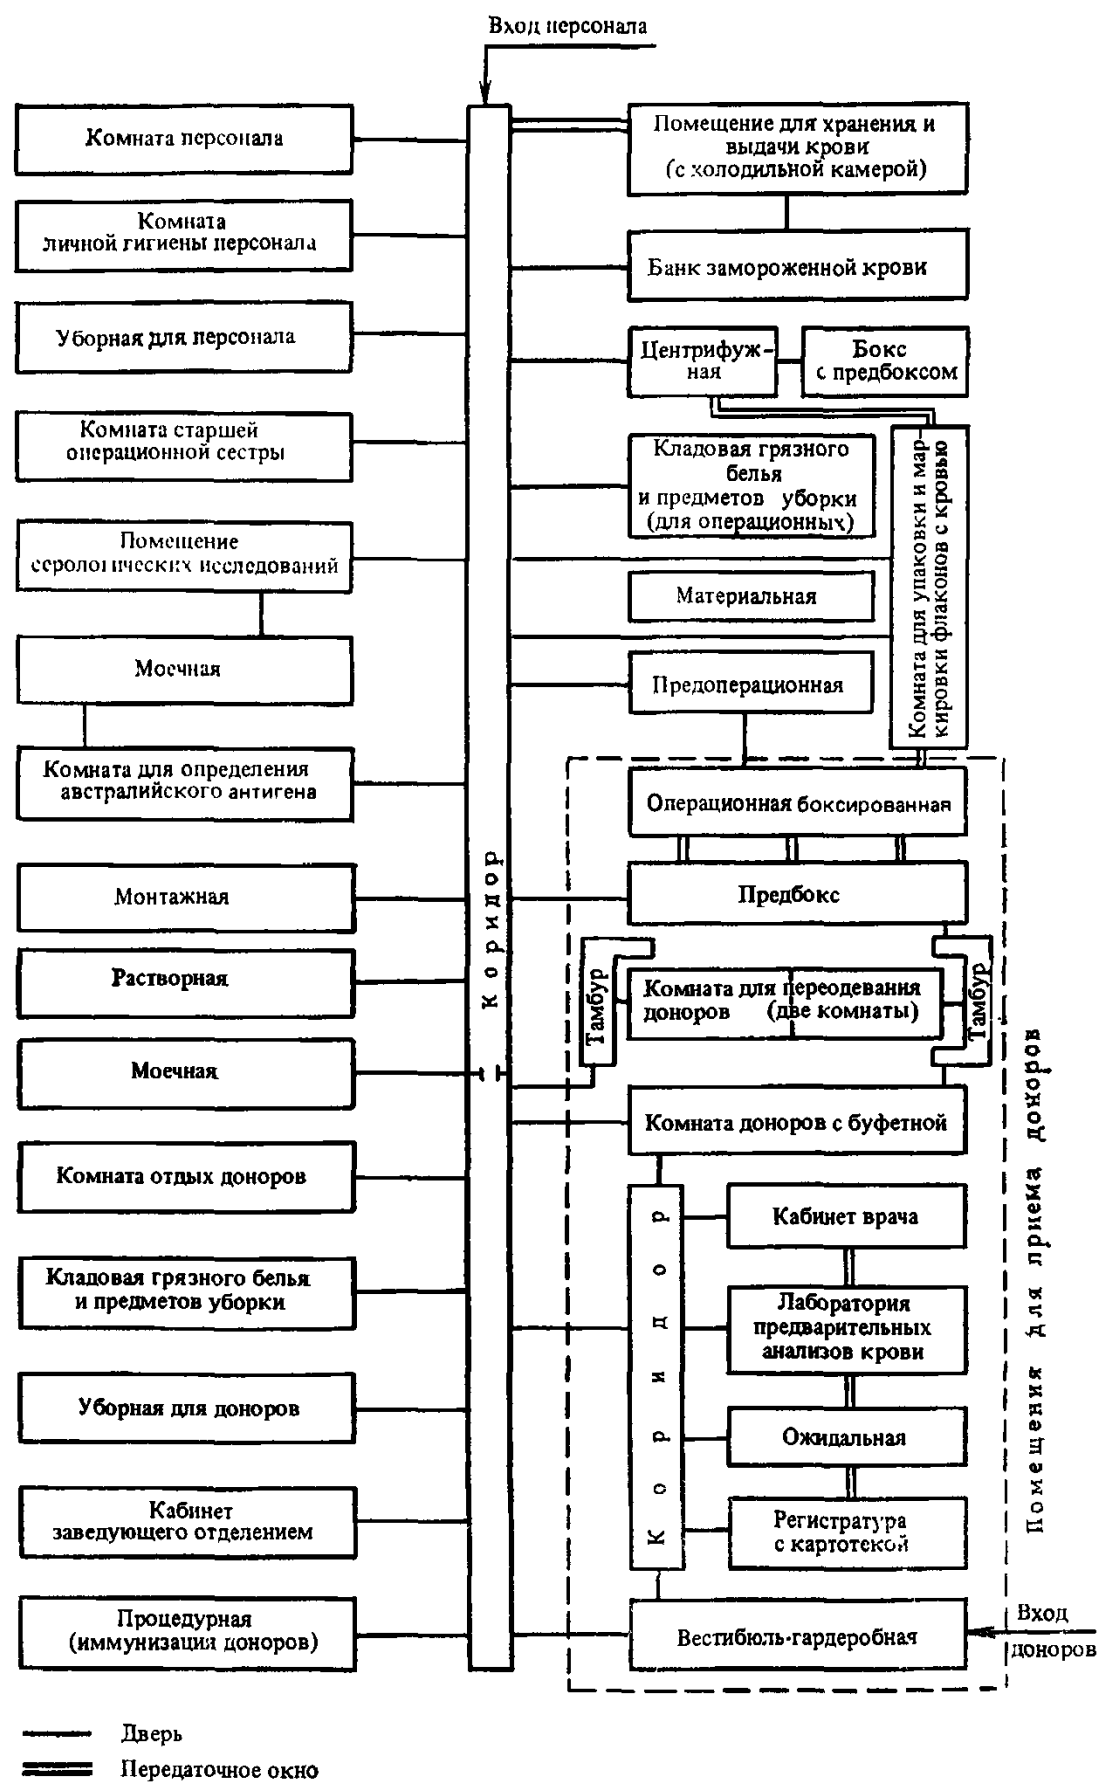 Вход персонала
Комната персонала
Комната
личной гигиены персонала
Уборная для персонала
Комната старшей
операционной сестры
Помещение
серологических исследований
Моечная
Комната для определения
австралийского антигена
Монтажная
Растворная
Моечная
Комната отдых доноров
Кладовая грязного белья
и предметов уборки
Уборная для доноров
Кабинет
заведующего отделением
Процедурная
(иммунизация доноров)
Коридор
Помещение для хранения и
выдачи крови
(с холодильной камерой)
Банк замороженной крови
Центрифуж-
ная
Бокс
с предбоксом
Кладовая грязного
белья
и предметов уборки
(для операционных)
Комната для упаковки и мар-
кировки флаконов с кровью
Материальная
Предоперационная
Операционная боксированная
Предбокс
Тамбур
Комната для переодевания
доноров (две комнаты)
Тамбур
Комната доноров с буфетной
Коридор
Кабинет врача
Лаборатория
предварительных
анализов крови
Ожидальная
Регистратура
с картотекой
Вестибюль-гардеробная
Помещения для приема доноров
Вход
доноров
Дверь
Передаточное окно